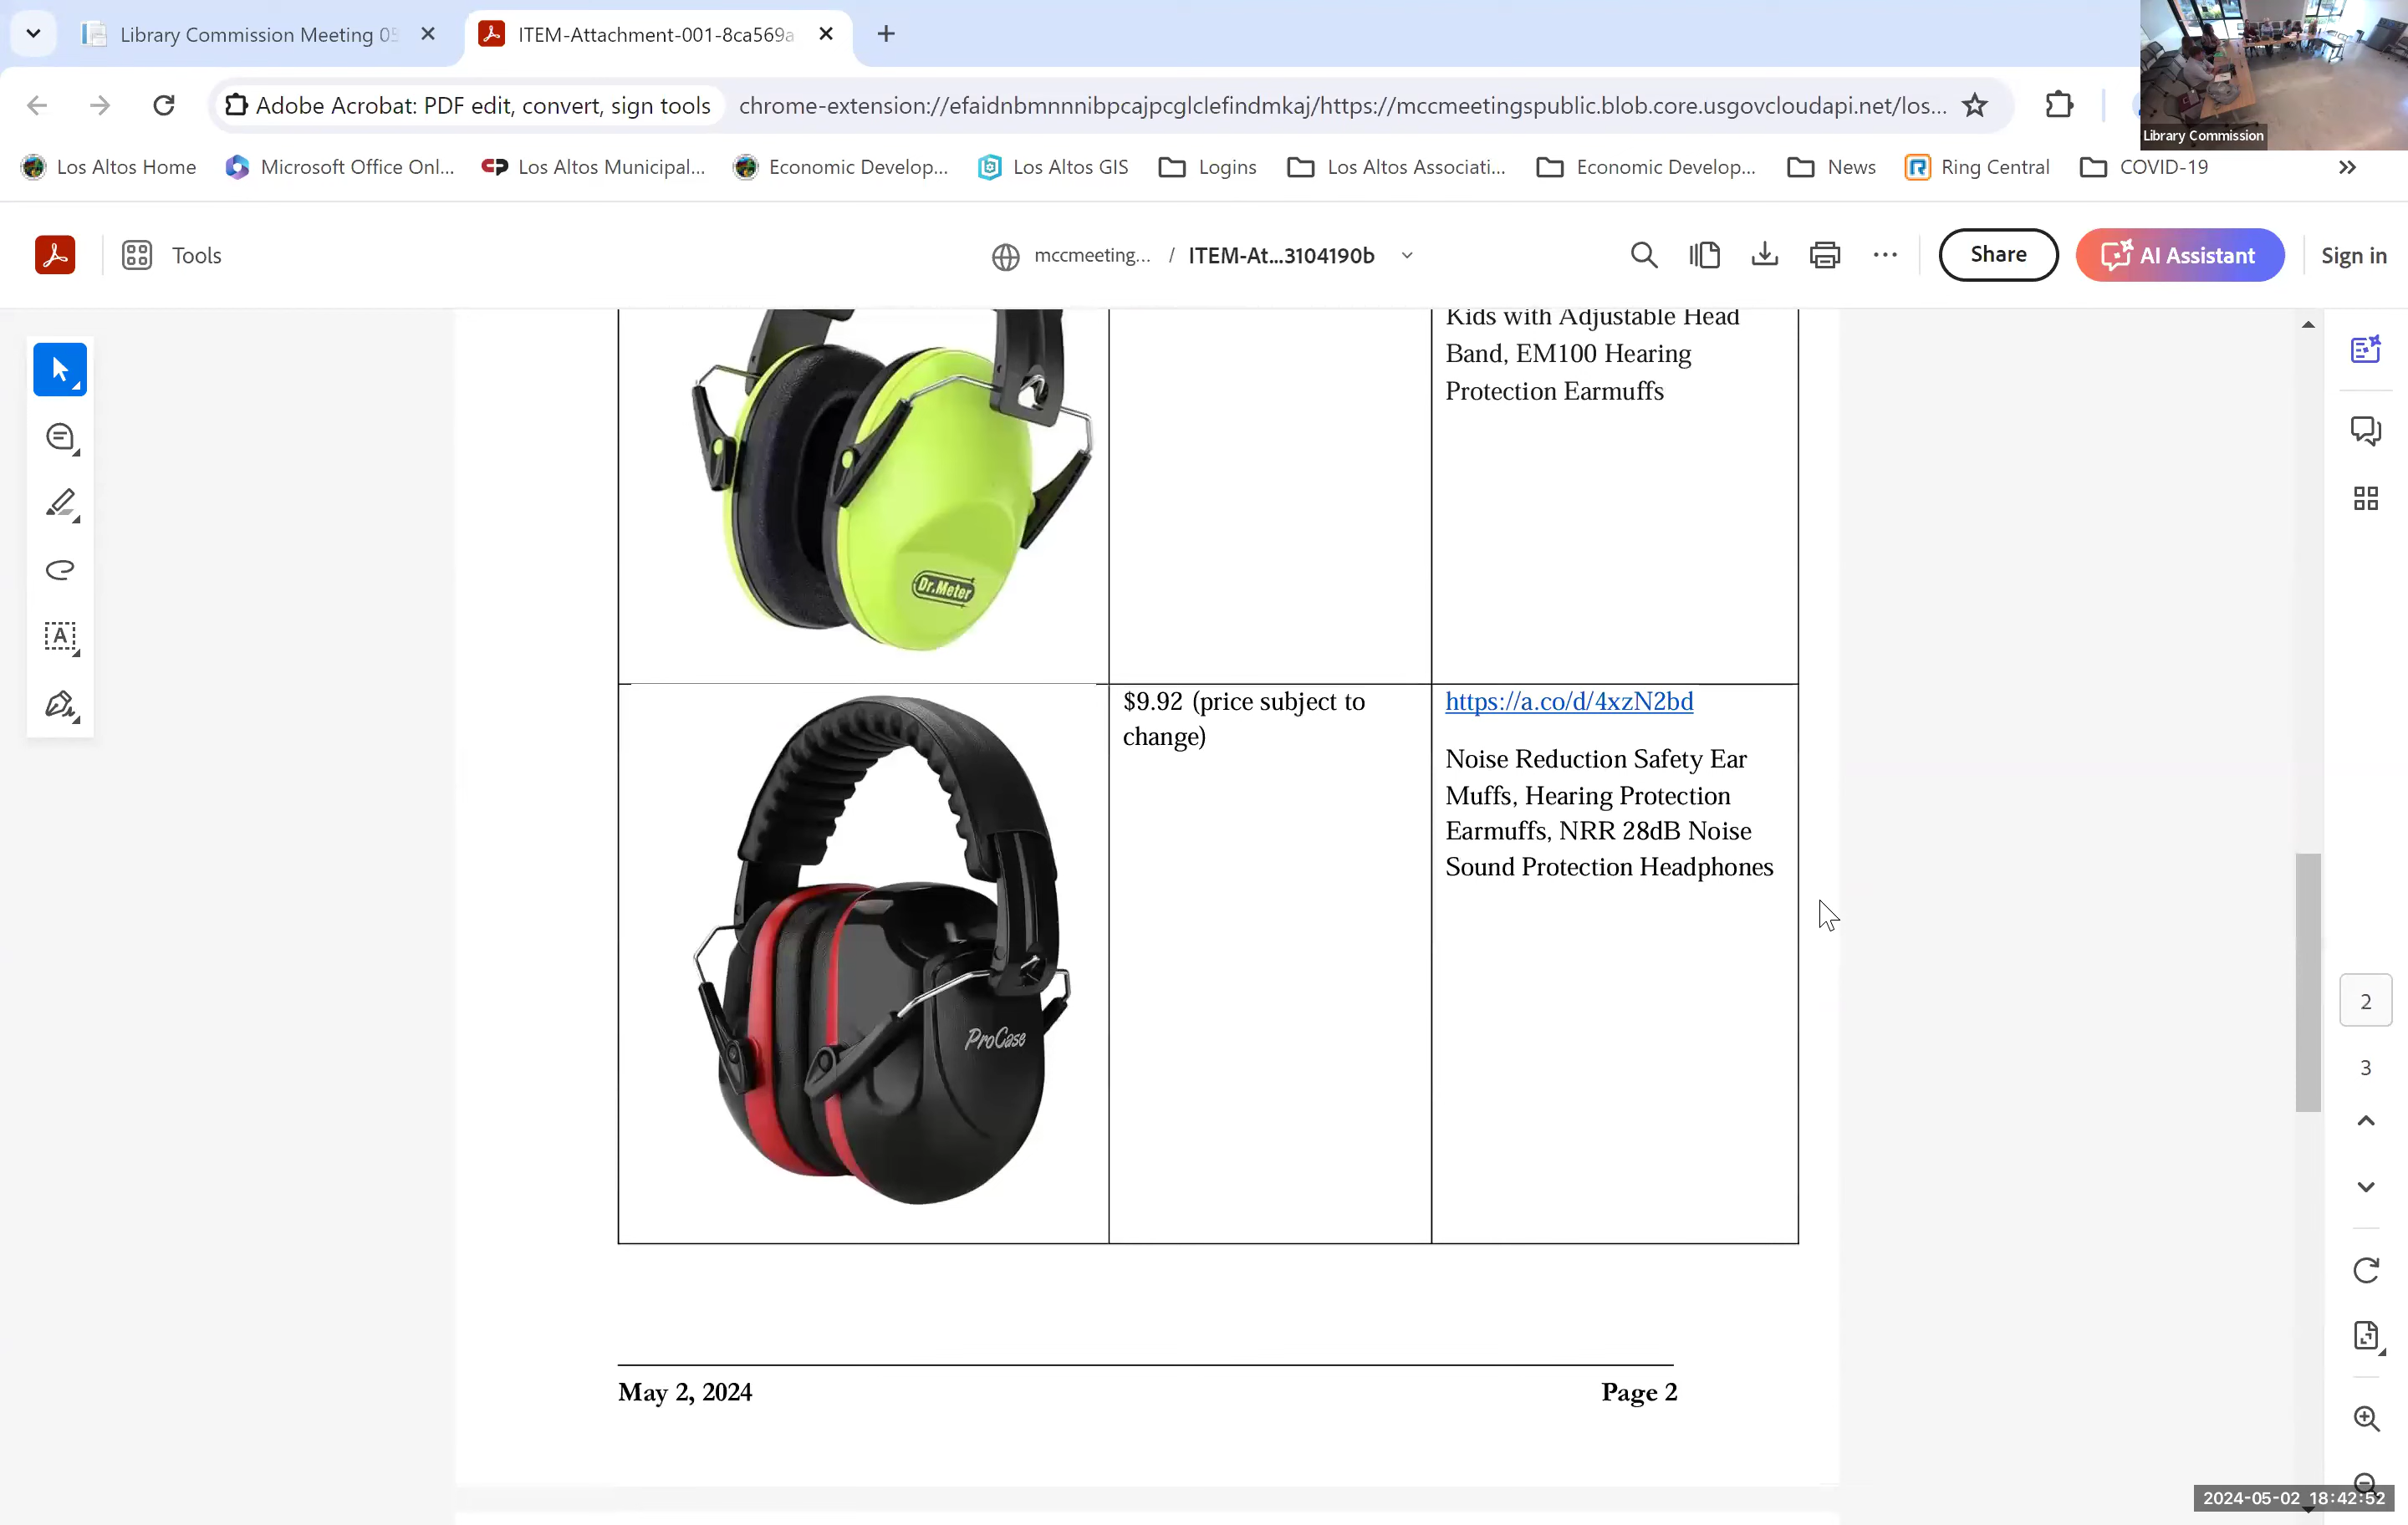 Library Commission Meeting 05
ITEM-Attachment-001-8ca569a
Adobe Acrobat: PDF edit, convert, sign tools
chrome-extension://efaidnbmnnnibpcajpcglclefindmkaj/https://mccmeetingspublic.blob.core.usgovcloudapi.net/los...
Library Commission
Los Altos Home
Microsoft Office Onl...
Los Altos Municipal...
Economic Develop...
Los Altos GIS
Logins
Los Altos Associati...
Economic Develop...
News
Ring Central
COVID-19
Tools
mccmeeting... / ITEM-At...3104190b
Share
AI Assistant
Sign in
Kids with Adjustable Head
Band, EM100 Hearing
Protection Earmuffs
Dr.Meter
$9.92 (price subject to
change)
https://a.co/d/4xzN2bd
Noise Reduction Safety Ear
Muffs, Hearing Protection
Earmuffs, NRR 28dB Noise
Sound Protection Headphones
ProCase
2
3
May 2, 2024
Page 2
2024-05-02 18:42:52